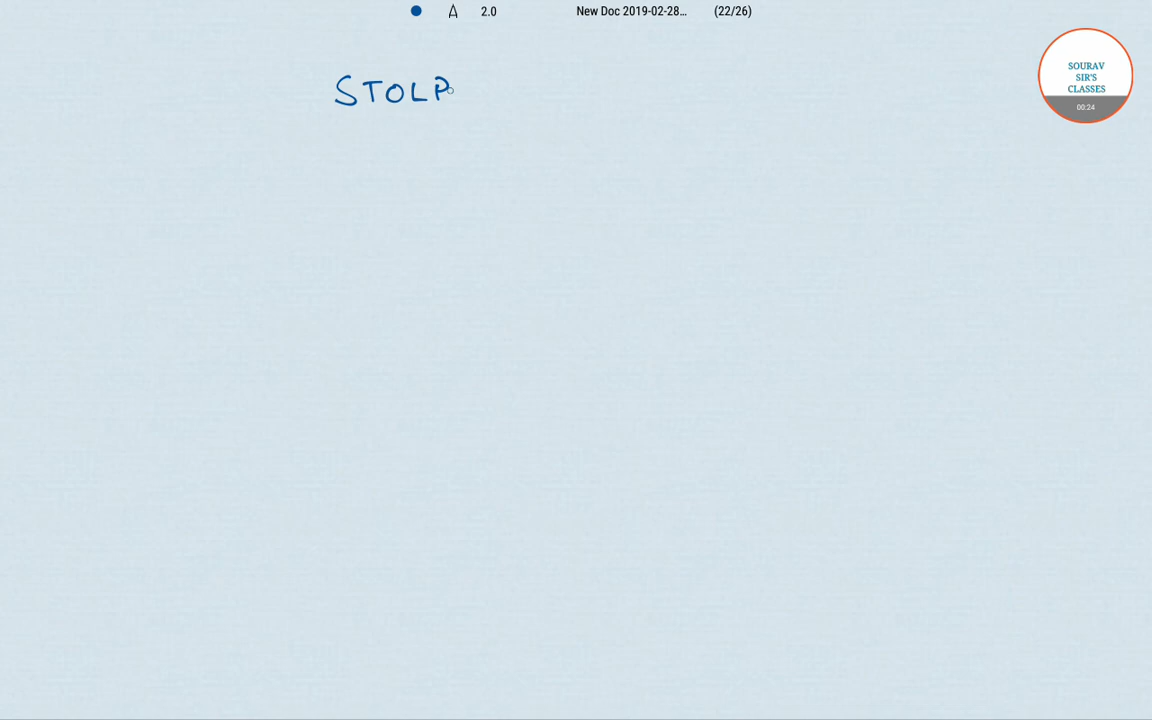 2.0 New Doc 2019-02-28... (22/26)
SOURAV
SIR'S
CLASSES
00:24
STOLP